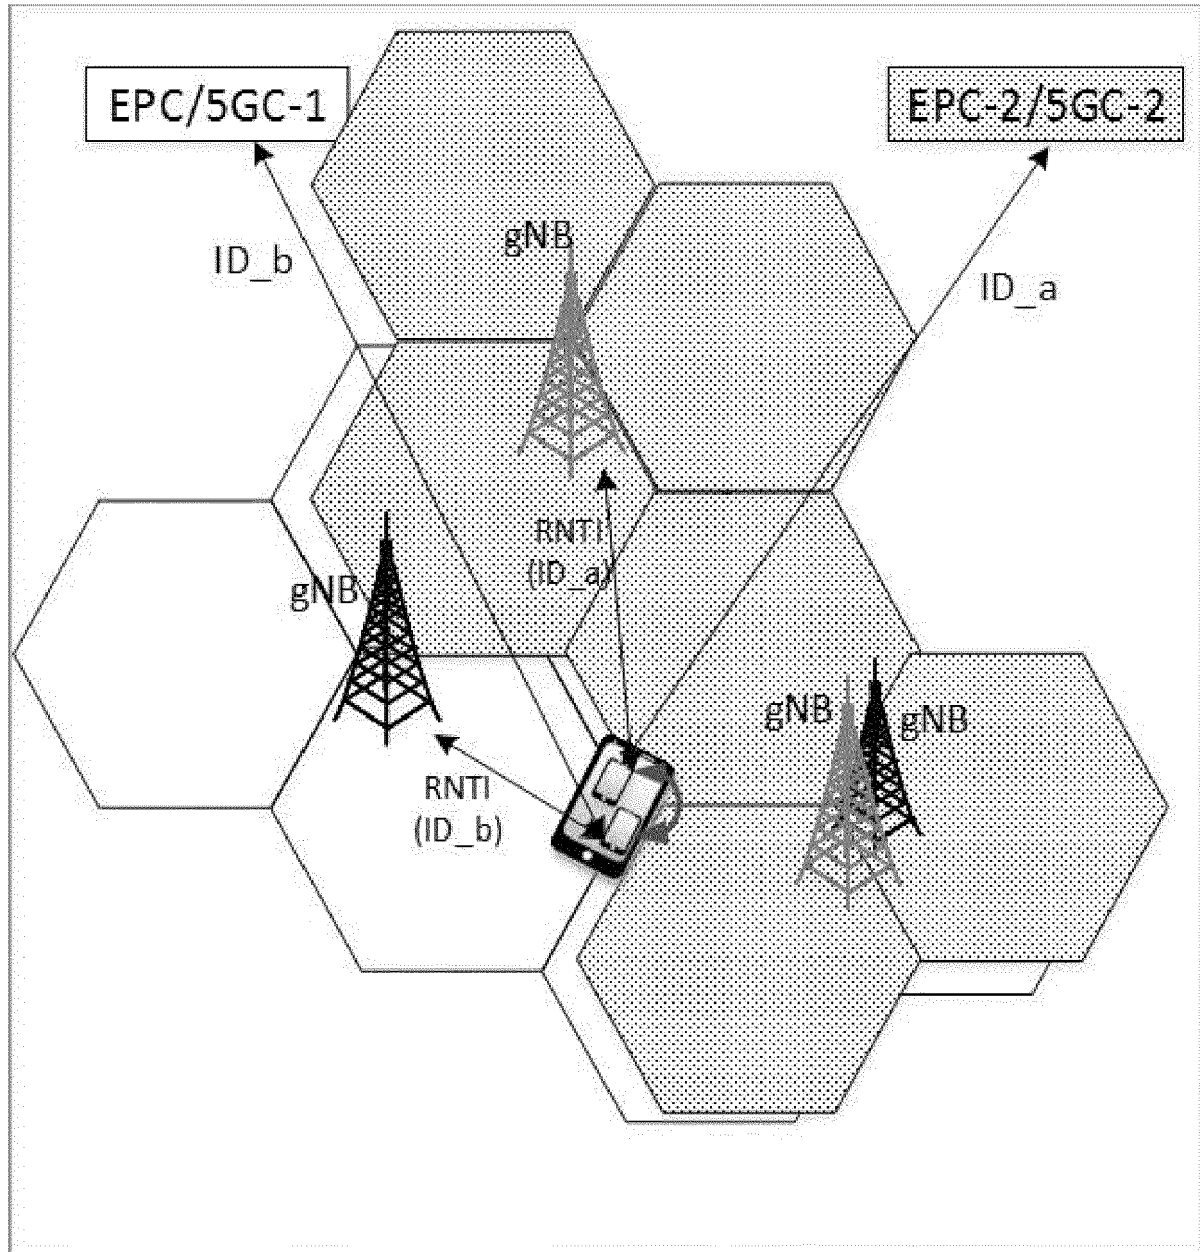 EPC/5GC-1
EPC-2/5GC-2
gNB
ID_b
ID_a
RNTI
(ID_a)
gNB
gNB
gNB
RNTI
(ID_b)